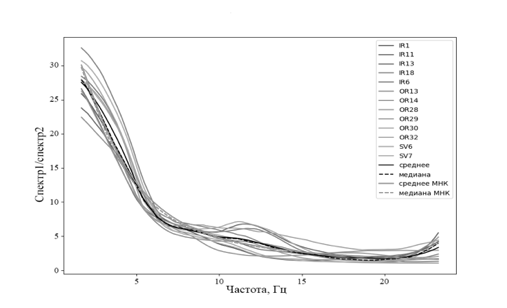 30
25
20
15
10
5
0
Спектр1/спектр2
5
10
15
20
Частота, Гц
IR1
IR11
IR13
IR18
IR6
OR13
OR14
OR28
OR29
OR30
OR32
SV6
SV7
среднее
медиана
среднее МНК
медиана МНК